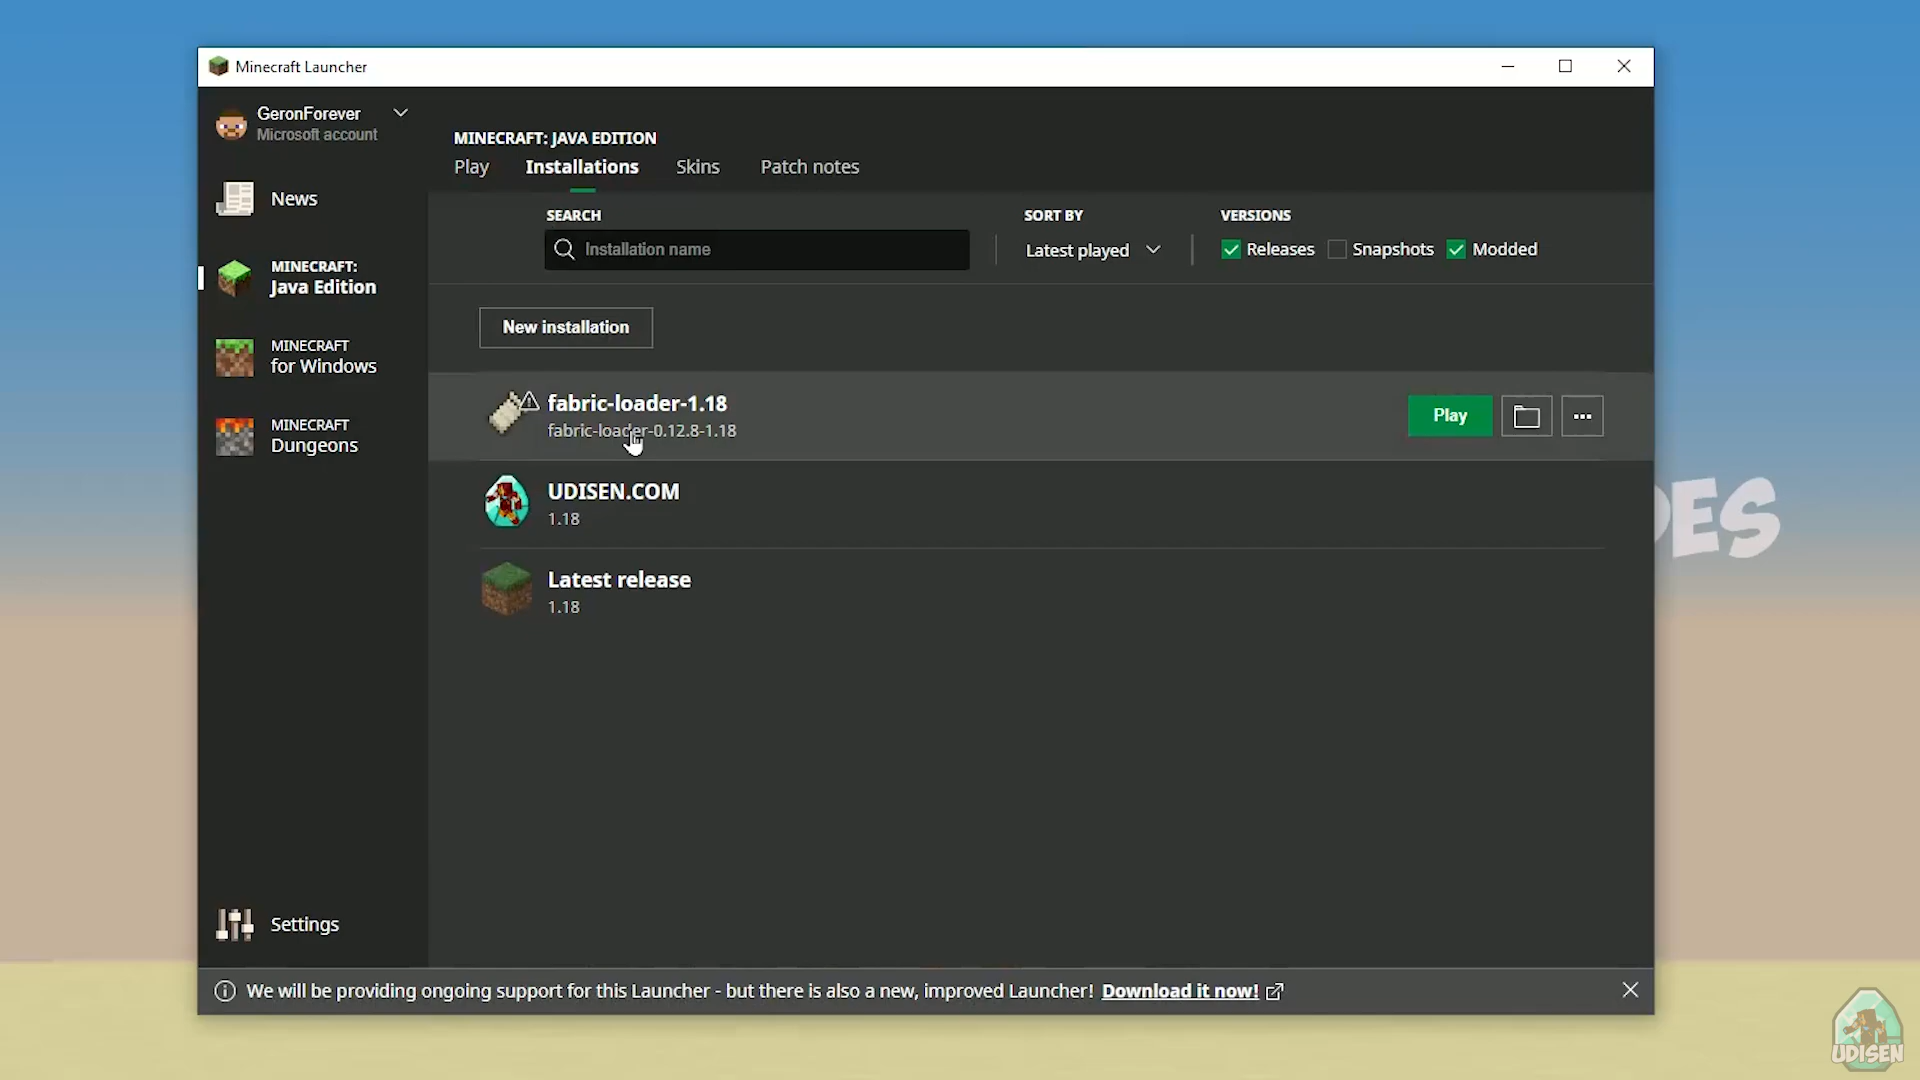 Minecraft Launcher
GeronForever
Microsoft account
News
MINECRAFT:
Java Edition
MINECRAFT
for Windows
MINECRAFT
Dungeons
Settings
MINECRAFT: JAVA EDITION
Play Installations Skins Patch notes
SEARCH SORT BY VERSIONS
Installation name Latest played Releases Snapshots Modded
New installation
fabric-loader-1.18
fabric-loader-0.12.8-1.18
Play
UDISEN.COM
1.18
Latest release
1.18
We will be providing ongoing support for this Launcher - but there is also a new, improved Launcher! Download it now!
UDISEN